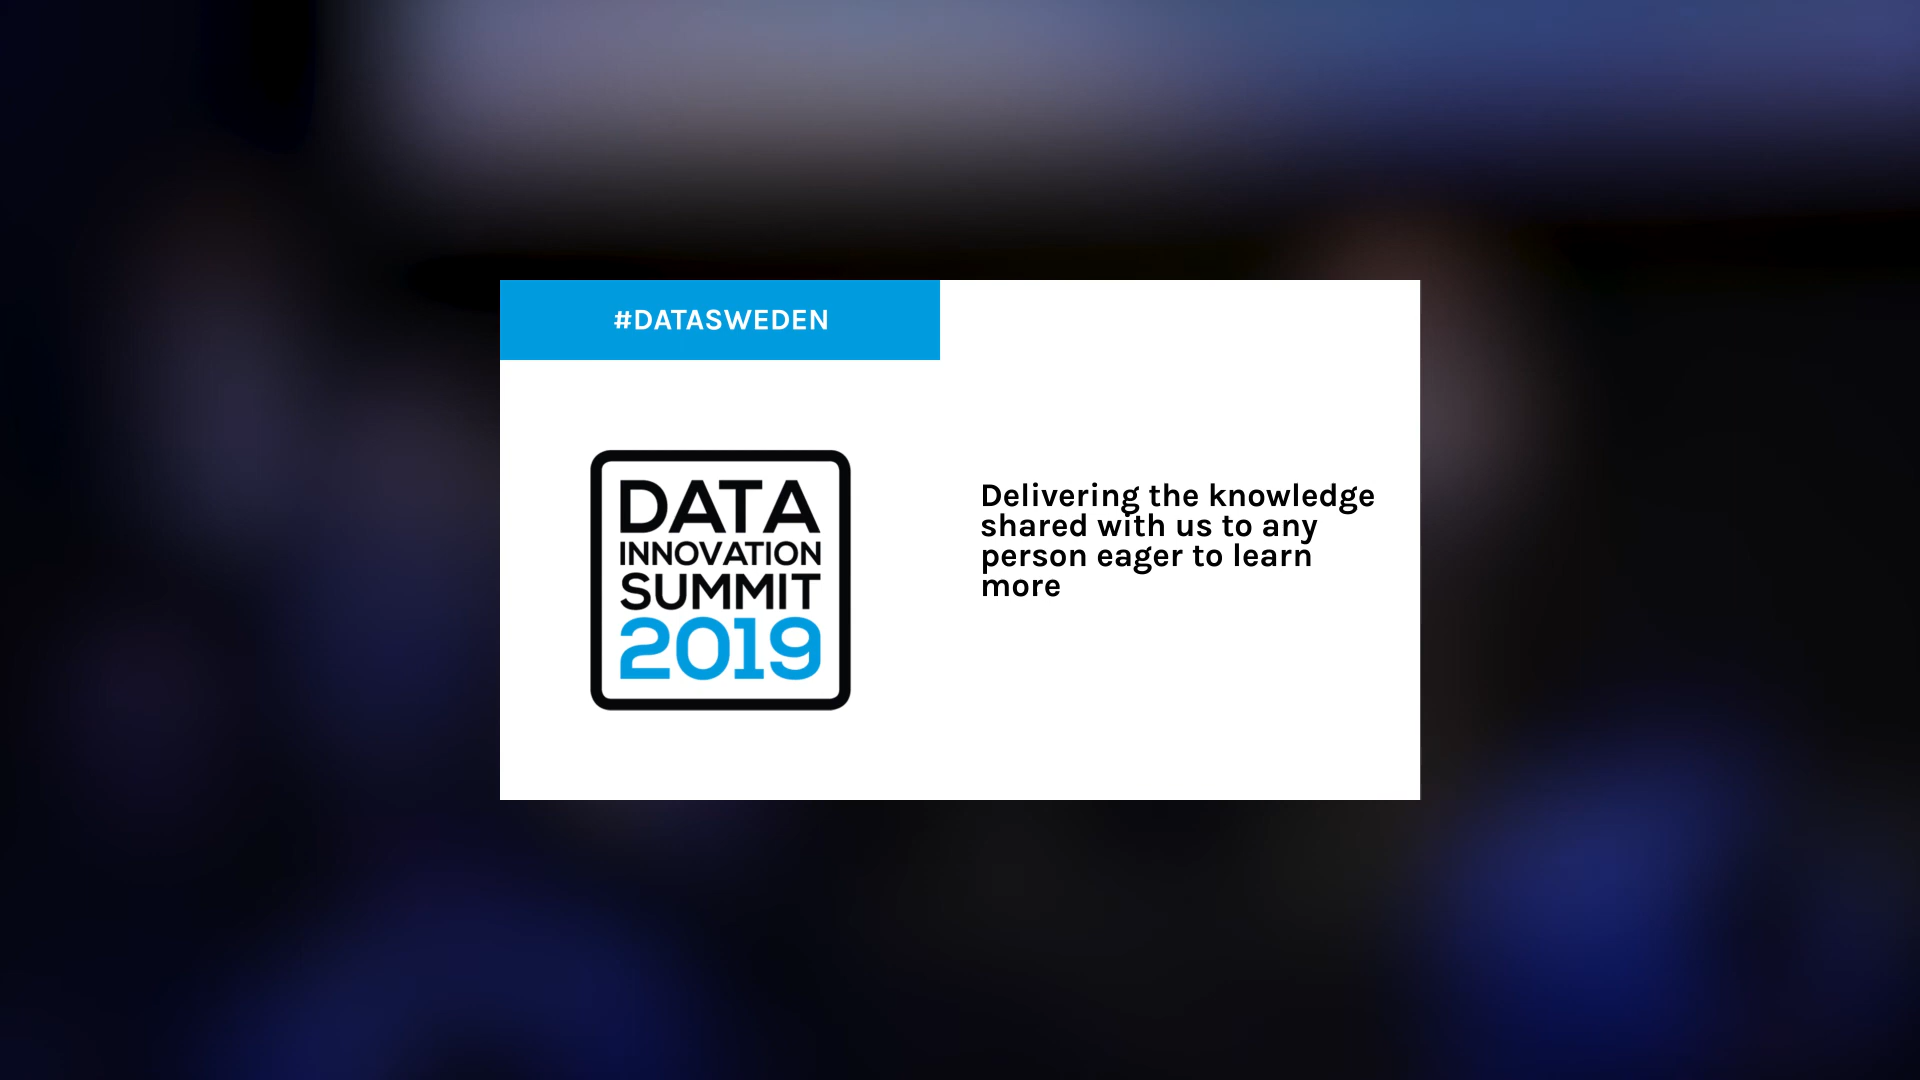 #DATASWEDEN
DATA
INNOVATION
SUMMIT
2019
Delivering the knowledge
shared with us to any
person eager to learn
more